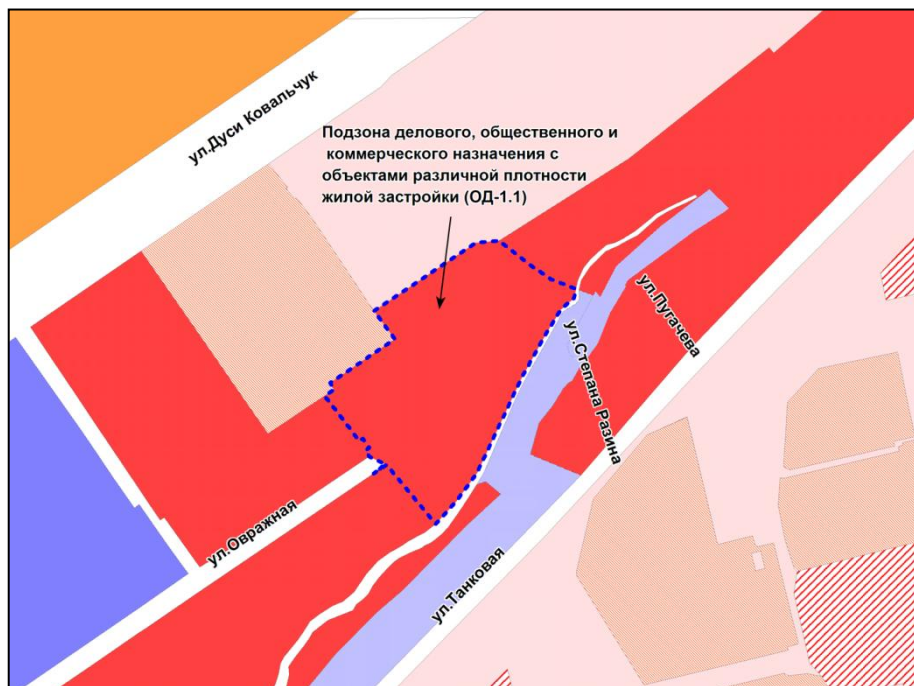 ул.Дуси Ковальчук
Подзона делового, общественного и
коммерческого назначения с
объектами различной плотности
жилой застройки (ОД-1.1)
ул.Пугачева
ул.Степана Разина
ул.Овражная
ул.Танковая